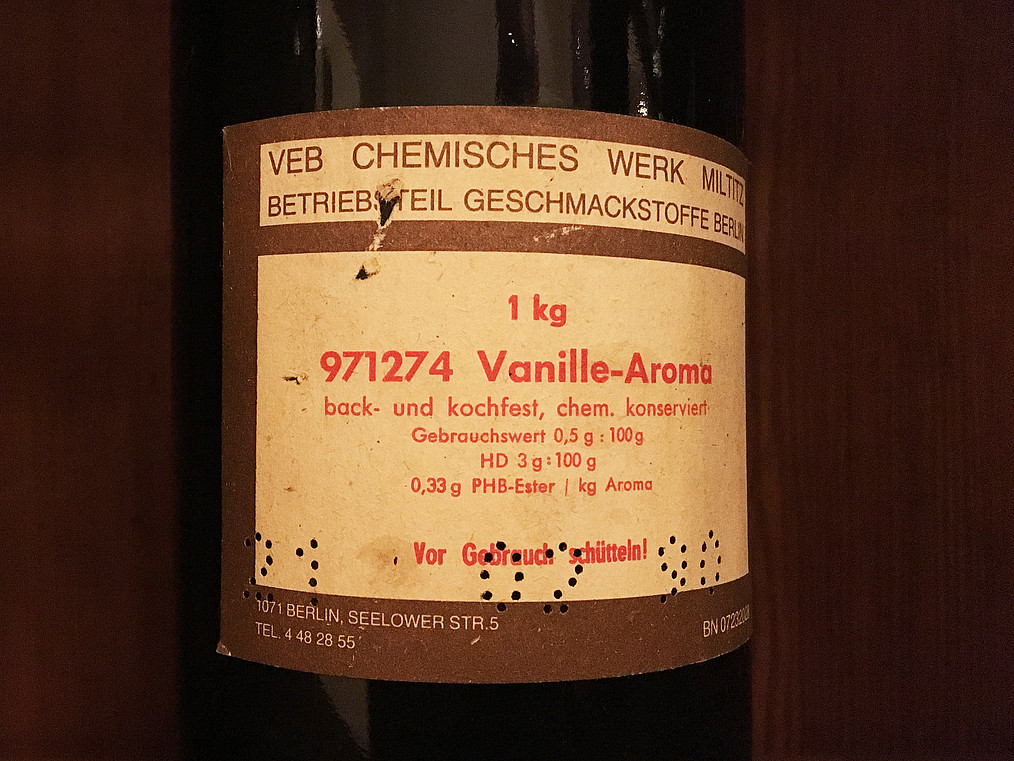 VEB CHEMISCHES WERK MILTITZ
BETRIEBSTEIL GESCHMACKSTOFFE BERLIN
1 kg
971274 Vanille-Aroma
back- und kochfest, chem. konserviert
Gebrauchswert 0,5 g : 100 g
HD 3 g : 100 g
0,33 g PHB-Ester / kg Aroma
Vor Gebrauch schütteln!
1071 BERLIN, SEELOWER STR. 5
TEL. 4 48 28 55
BN